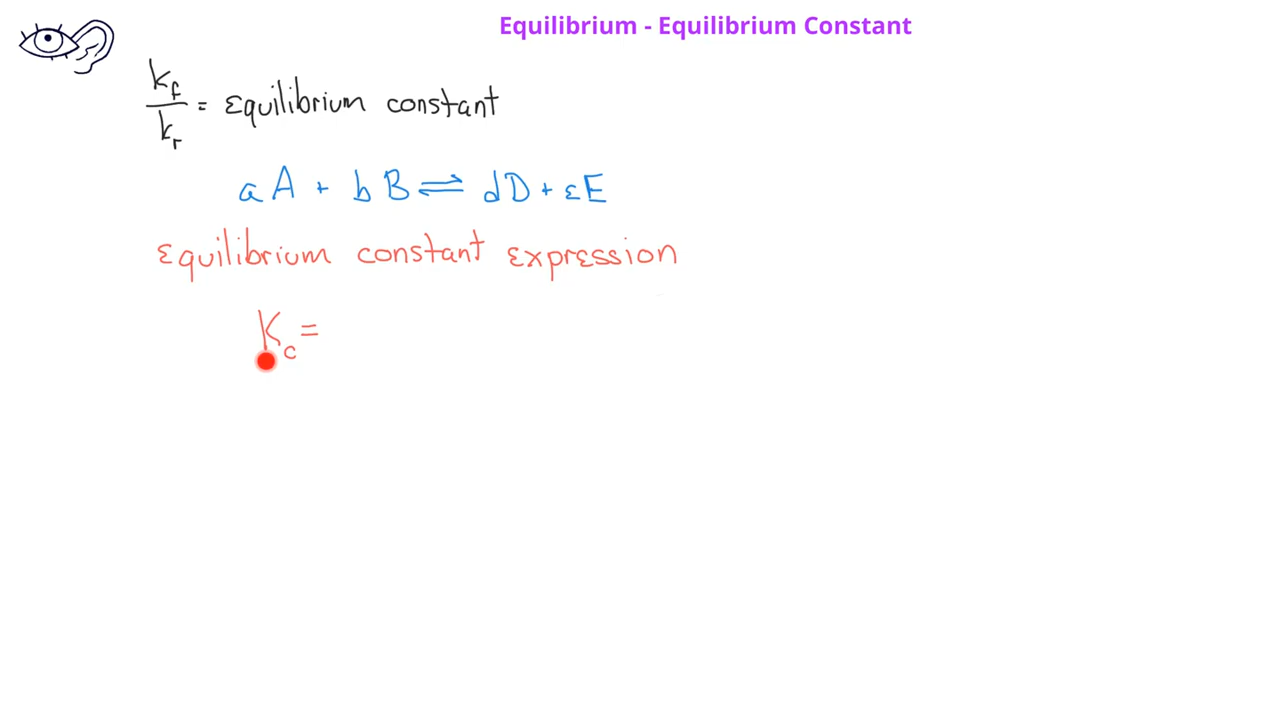 Equilibrium - Equilibrium Constant
kf/kr = equilibrium constant
aA + bB ⇌ dD + eE
equilibrium constant expression
Kc =